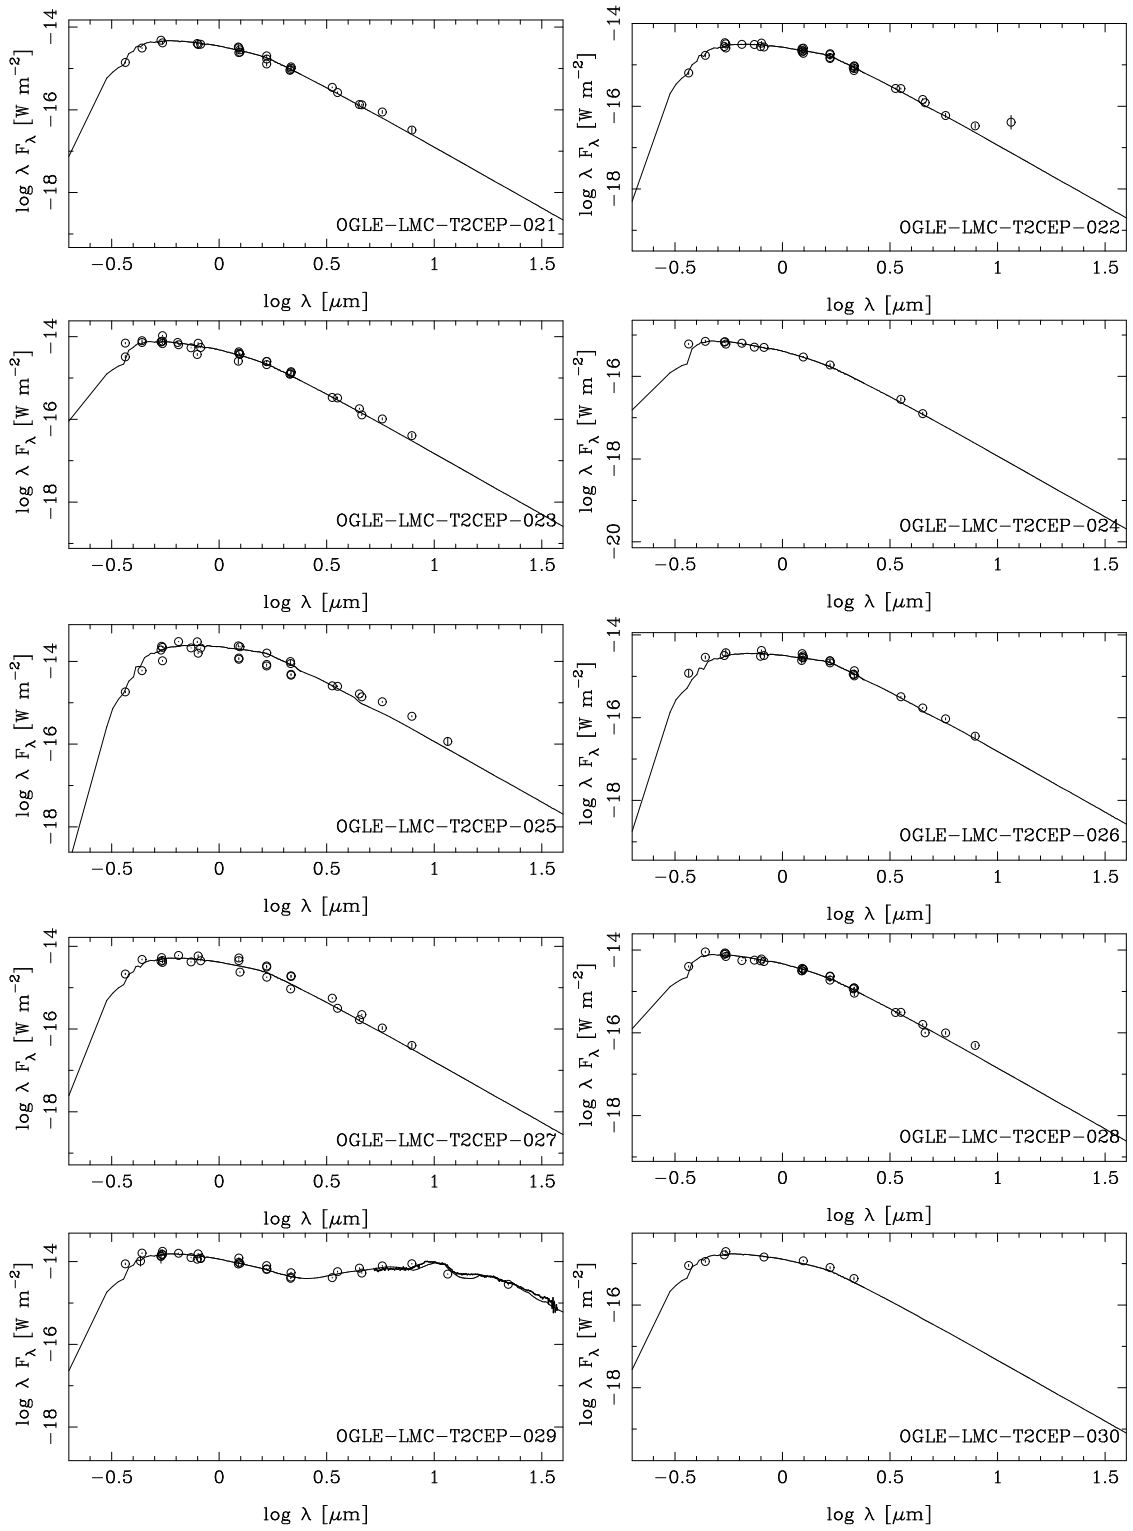 log λ F_λ [W m⁻²]
-14
-16
-18
OGLE-LMC-T2CEP-021
-0.5 0 0.5 1 1.5
log λ [μm]
log λ F_λ [W m⁻²]
-14
-16
-18
OGLE-LMC-T2CEP-022
-0.5 0 0.5 1 1.5
log λ [μm]
log λ F_λ [W m⁻²]
-14
-16
-18
OGLE-LMC-T2CEP-023
-0.5 0 0.5 1 1.5
log λ [μm]
log λ F_λ [W m⁻²]
-16
-18
-20
OGLE-LMC-T2CEP-024
-0.5 0 0.5 1 1.5
log λ [μm]
log λ F_λ [W m⁻²]
-14
-16
-18
OGLE-LMC-T2CEP-025
-0.5 0 0.5 1 1.5
log λ [μm]
log λ F_λ [W m⁻²]
-14
-16
-18
OGLE-LMC-T2CEP-026
-0.5 0 0.5 1 1.5
log λ [μm]
log λ F_λ [W m⁻²]
-14
-16
-18
OGLE-LMC-T2CEP-027
-0.5 0 0.5 1 1.5
log λ [μm]
log λ F_λ [W m⁻²]
-14
-16
-18
OGLE-LMC-T2CEP-028
-0.5 0 0.5 1 1.5
log λ [μm]
log λ F_λ [W m⁻²]
-14
-16
-18
OGLE-LMC-T2CEP-029
-0.5 0 0.5 1 1.5
log λ [μm]
log λ F_λ [W m⁻²]
-16
-18
OGLE-LMC-T2CEP-030
-0.5 0 0.5 1 1.5
log λ [μm]